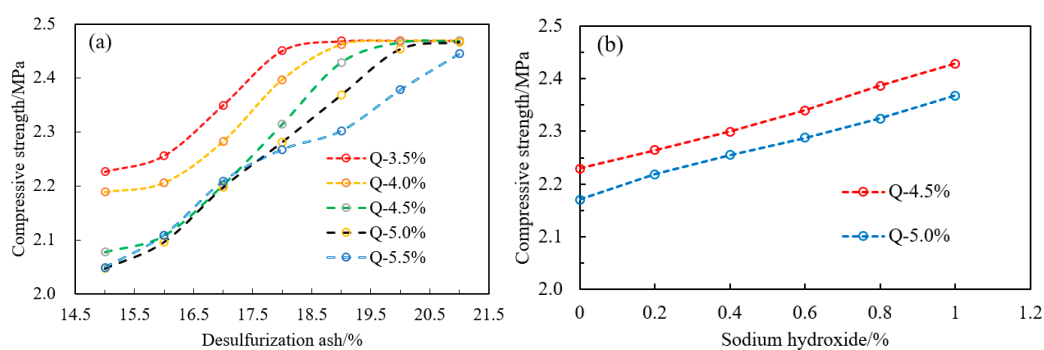 (a)
Compressive strength/MPa
2.5
2.4
2.3
2.2
2.1
2.0
Q-3.5%
Q-4.0%
Q-4.5%
Q-5.0%
Q-5.5%
14.5 15.5 16.5 17.5 18.5 19.5 20.5 21.5
Desulfurization ash/%
(b)
Compressive strength/MPa
2.5
2.4
2.3
2.2
2.1
2.0
Q-4.5%
Q-5.0%
0 0.2 0.4 0.6 0.8 1 1.2
Sodium hydroxide/%